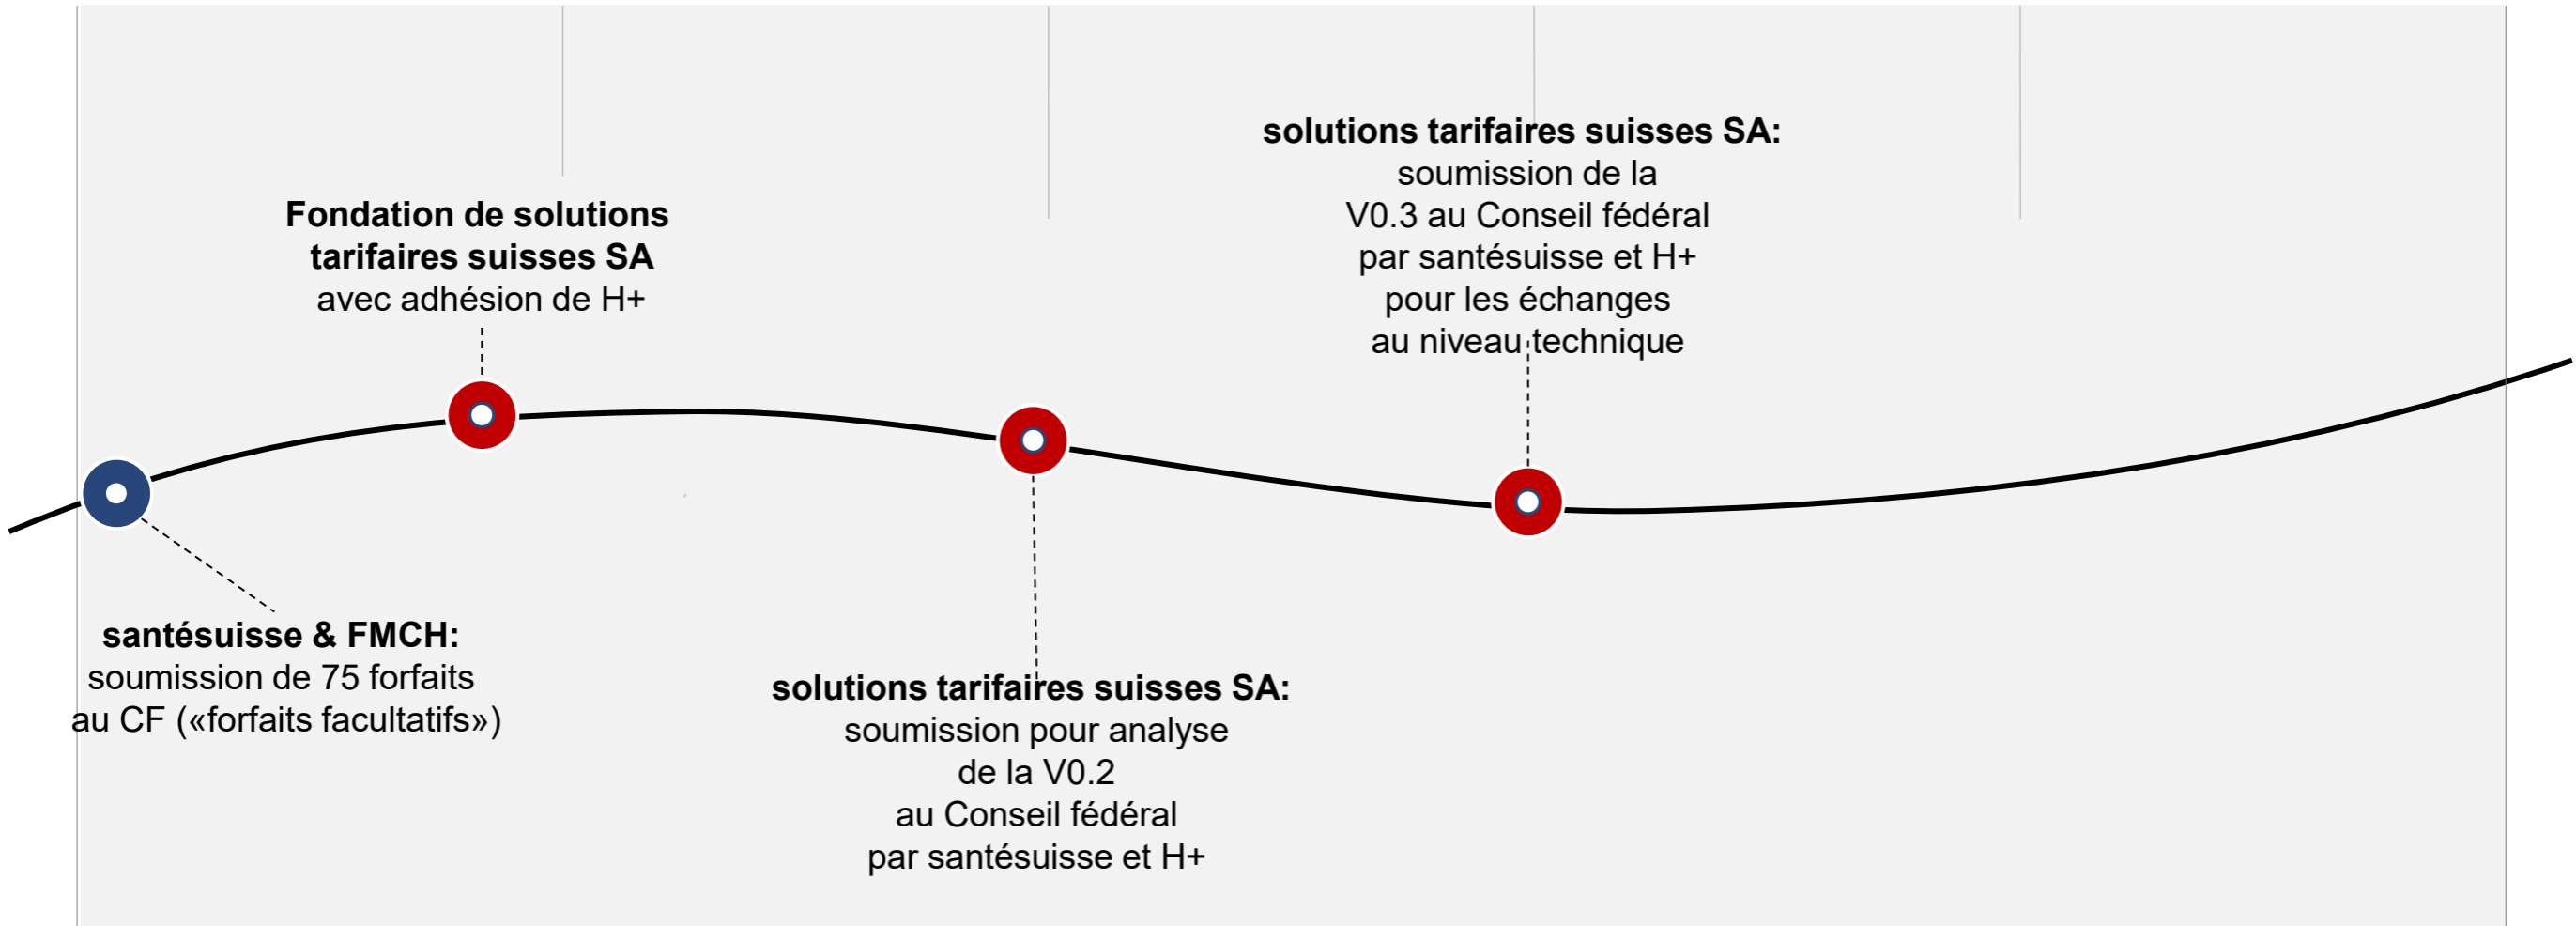 Fondation de solutions
tarifaires suisses SA
avec adhésion de H+
solutions tarifaires suisses SA:
soumission de la
V0.3 au Conseil fédéral
par santésuisse et H+
pour les échanges
au niveau technique
santésuisse & FMCH:
soumission de 75 forfaits
au CF («forfaits facultatifs»)
solutions tarifaires suisses SA:
soumission pour analyse
de la V0.2
au Conseil fédéral
par santésuisse et H+